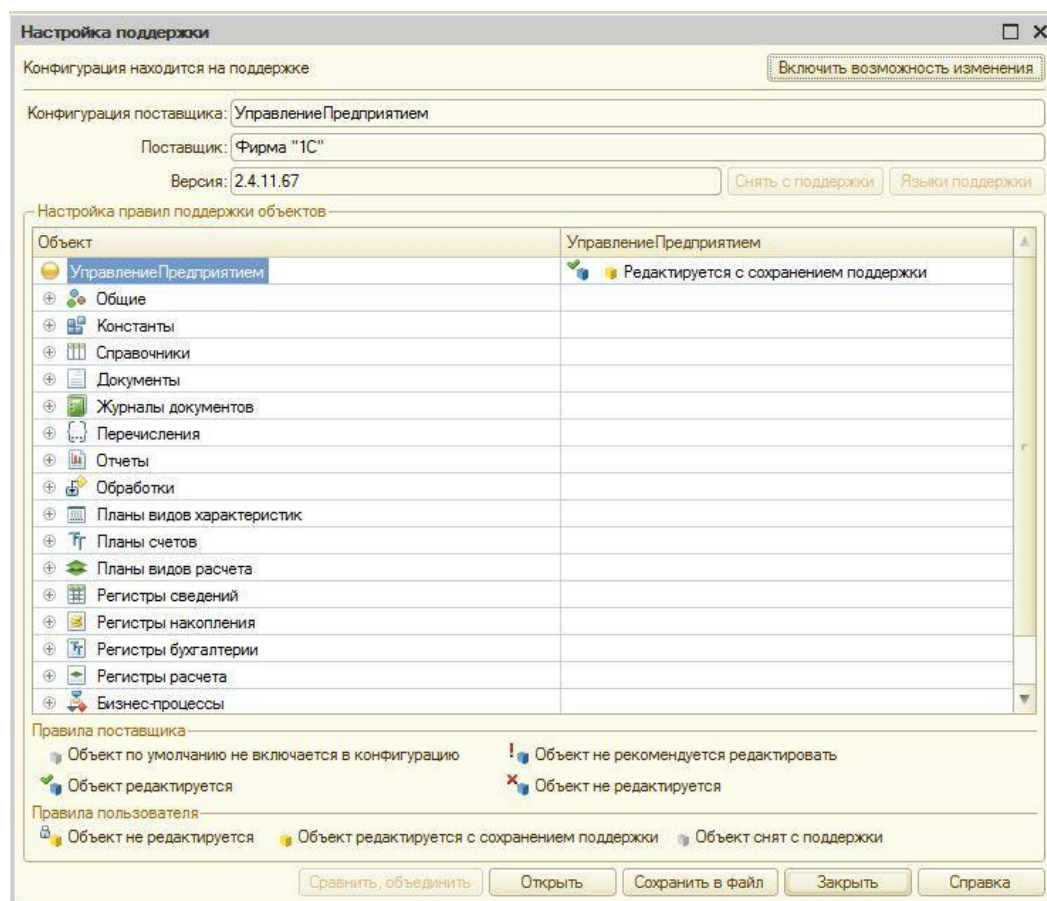 Настройка поддержки
Конфигурация находится на поддержке Включить возможность изменения
Конфигурация поставщика: УправлениеПредприятием
Поставщик: Фирма "1С"
Версия: 2.4.11.67 Снять с поддержки Языки поддержки
Настройка правил поддержки объектов
Объект УправлениеПредприятием
УправлениеПредприятием Редактируется с сохранением поддержки
Общие
Константы
Справочники
Документы
Журналы документов
Перечисления
Отчеты
Обработки
Планы видов характеристик
Планы счетов
Планы видов расчета
Регистры сведений
Регистры накопления
Регистры бухгалтерии
Регистры расчета
Бизнес-процессы
Правила поставщика
Объект по умолчанию не включается в конфигурацию Объект не рекомендуется редактировать
Объект редактируется Объект не редактируется
Правила пользователя
Объект не редактируется Объект редактируется с сохранением поддержки Объект снят с поддержки
Сравнить, объединить Открыть Сохранить в файл Закрыть Справка